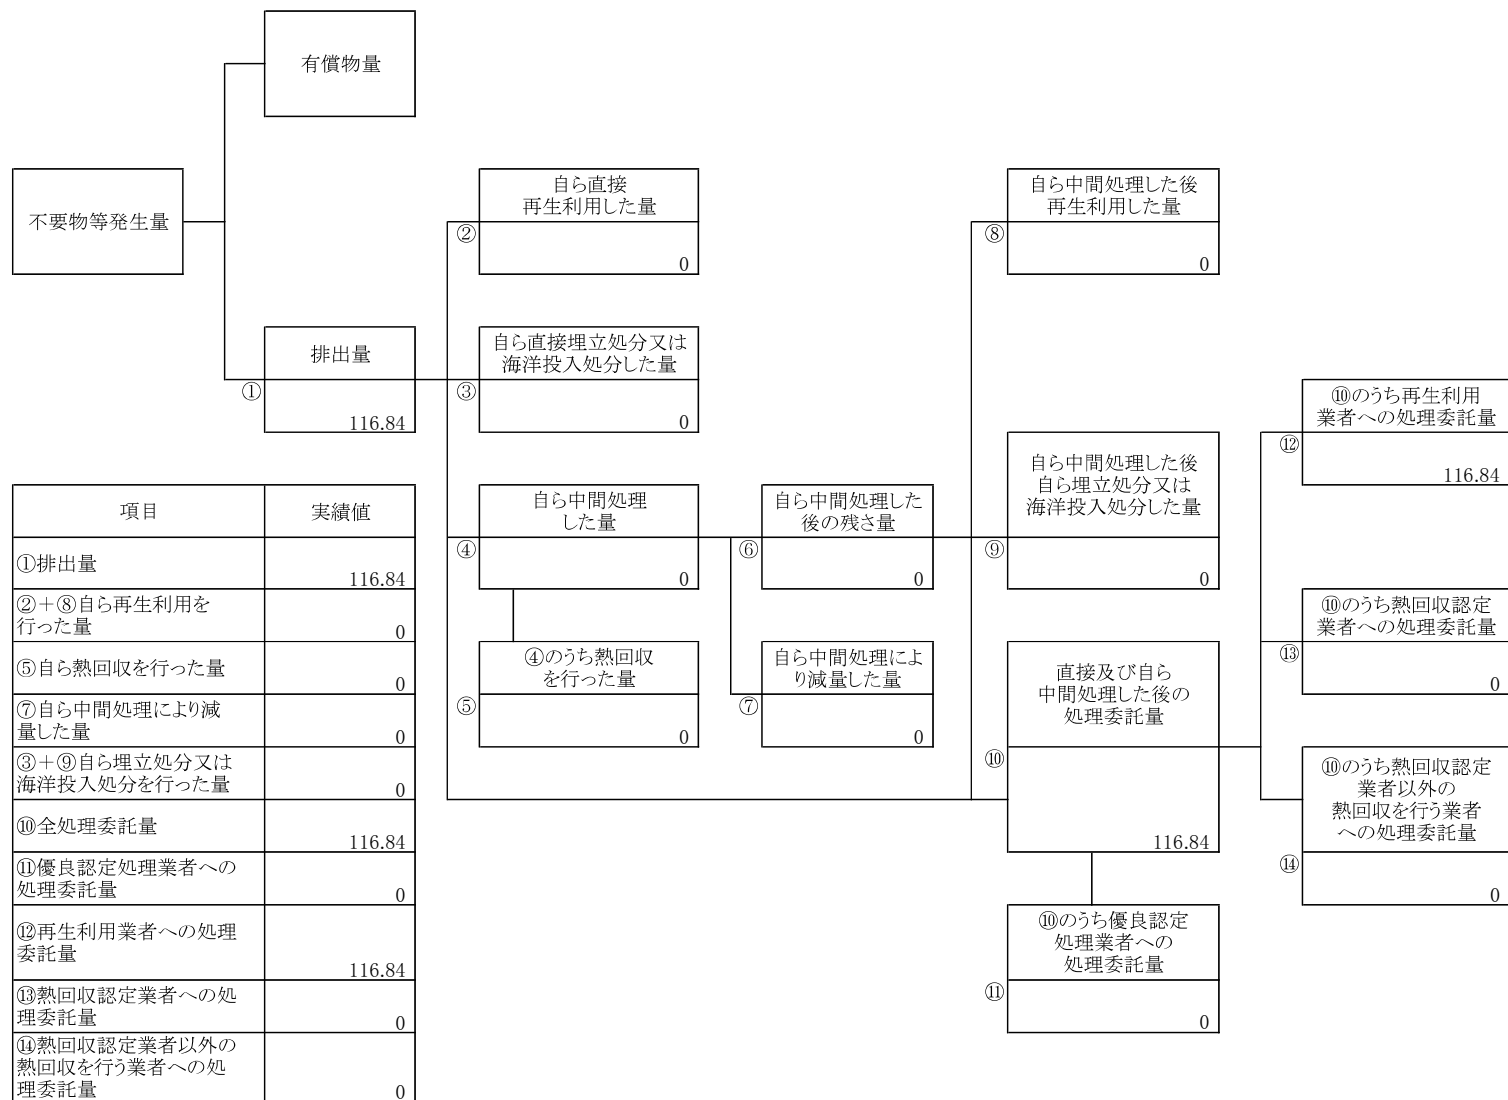 有償物量
不要物等発生量
自ら直接
再生利用した量
②
0
自ら中間処理した後
再生利用した量
⑧
0
排出量
①
116.84
自ら直接埋立処分又は
海洋投入処分した量
③
0
⑩のうち再生利用
業者への処理委託量
⑫
116.84
自ら中間処理
した量
④
0
自ら中間処理した
後の残さ量
⑥
0
自ら中間処理した後
自ら埋立処分又は
海洋投入処分した量
⑨
0
⑩のうち熱回収認定
業者への処理委託量
⑬
0
④のうち熱回収
を行った量
⑤
0
自ら中間処理によ
り減量した量
⑦
0
直接及び自ら
中間処理した後の
処理委託量
⑩
116.84
⑩のうち熱回収認定
業者以外の
熱回収を行う業者
への処理委託量
⑭
0
⑩のうち優良認定
処理業者への
処理委託量
⑪
0
項目 実績値
①排出量
116.84
②+⑧自ら再生利用を
行った量
0
⑤自ら熱回収を行った量
0
⑦自ら中間処理により減
量した量
0
③+⑨自ら埋立処分又は
海洋投入処分を行った量
0
⑩全処理委託量
116.84
⑪優良認定処理業者への
処理委託量
0
⑫再生利用業者への処理
委託量
116.84
⑬熱回収認定業者への処
理委託量
0
⑭熱回収認定業者以外の
熱回収を行う業者への処
理委託量
0